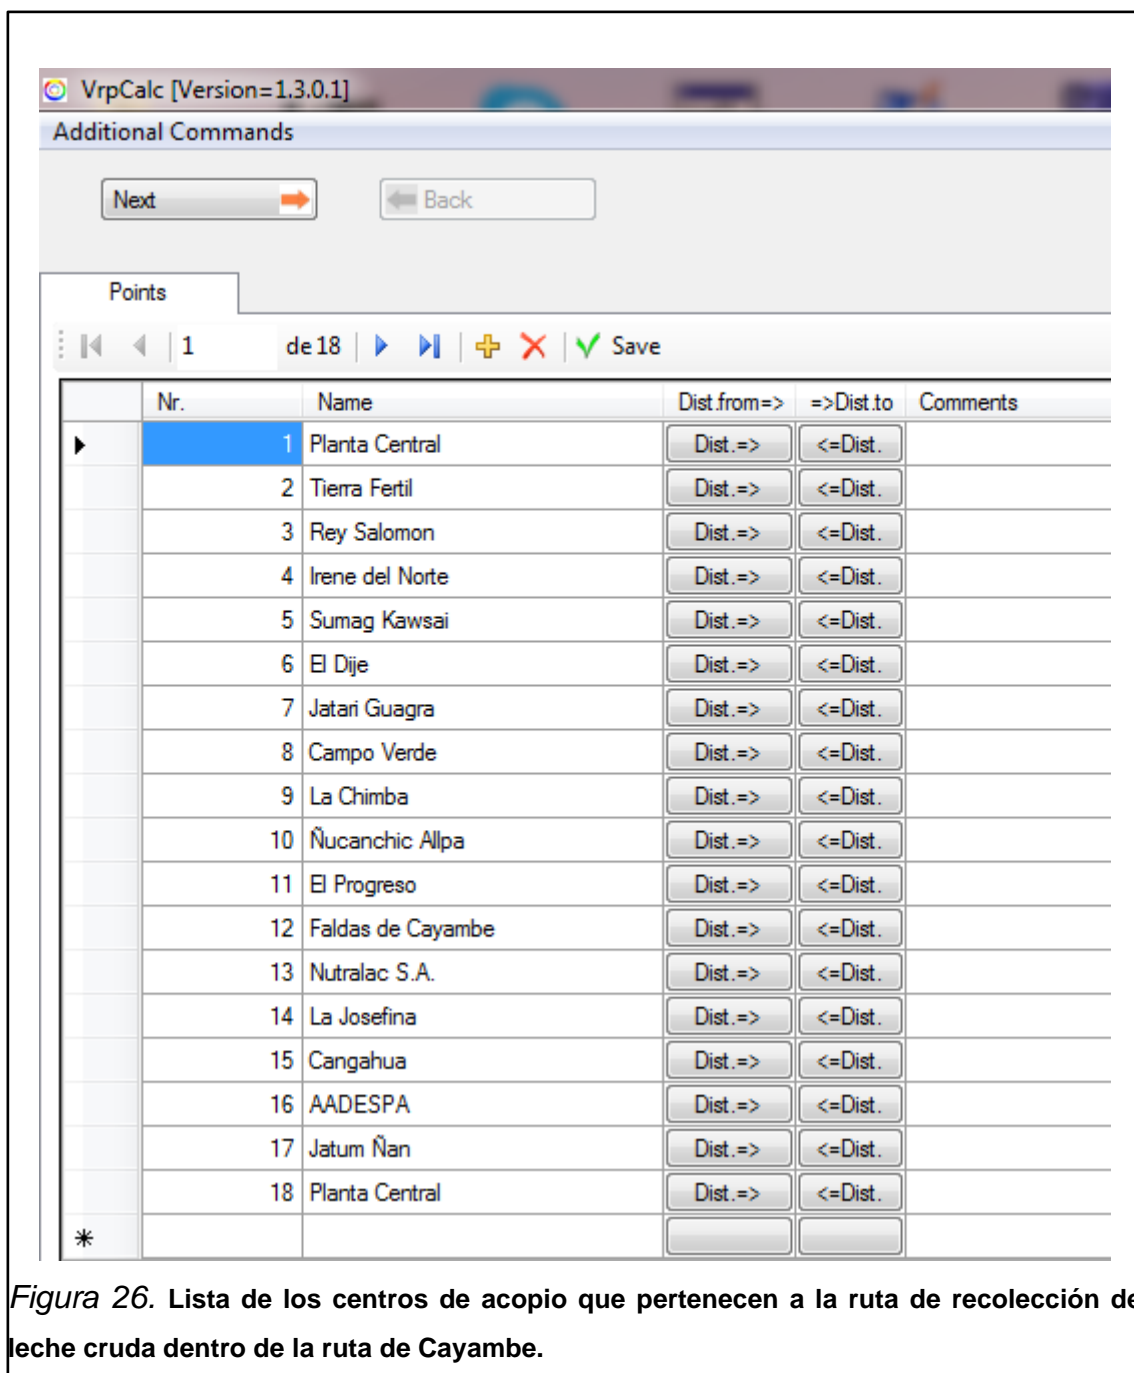 VrpCalc [Version=1.3.0.1]
Additional Commands
Next Back
Points
1 de 18 Save
Nr. Name Dist.from=> =>Dist.to Comments
1 Planta Central Dist.=> <=Dist.
2 Tierra Fertil Dist.=> <=Dist.
3 Rey Salomon Dist.=> <=Dist.
4 Irene del Norte Dist.=> <=Dist.
5 Sumag Kawsai Dist.=> <=Dist.
6 El Dije Dist.=> <=Dist.
7 Jatari Guagra Dist.=> <=Dist.
8 Campo Verde Dist.=> <=Dist.
9 La Chimba Dist.=> <=Dist.
10 Ñucanchic Allpa Dist.=> <=Dist.
11 El Progreso Dist.=> <=Dist.
12 Faldas de Cayambe Dist.=> <=Dist.
13 Nutralac S.A. Dist.=> <=Dist.
14 La Josefina Dist.=> <=Dist.
15 Cangahua Dist.=> <=Dist.
16 AADESPA Dist.=> <=Dist.
17 Jatum Ñan Dist.=> <=Dist.
18 Planta Central Dist.=> <=Dist.
Figura 26. Lista de los centros de acopio que pertenecen a la ruta de recolección de
leche cruda dentro de la ruta de Cayambe.